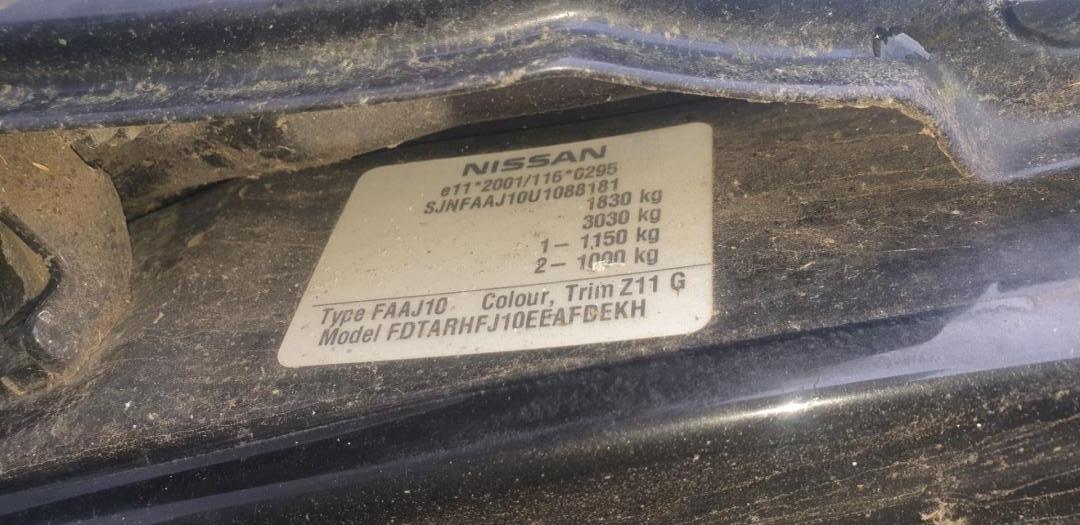 NISSAN
e11*2001/116*0295
SJNFAAJ10U1088181
1830 kg
3030 kg
1– 1150 kg
2– 1000 kg
Type FAAJ10 Colour, Trim Z11 G
Model FDTARHFJ10EEAFDEKH